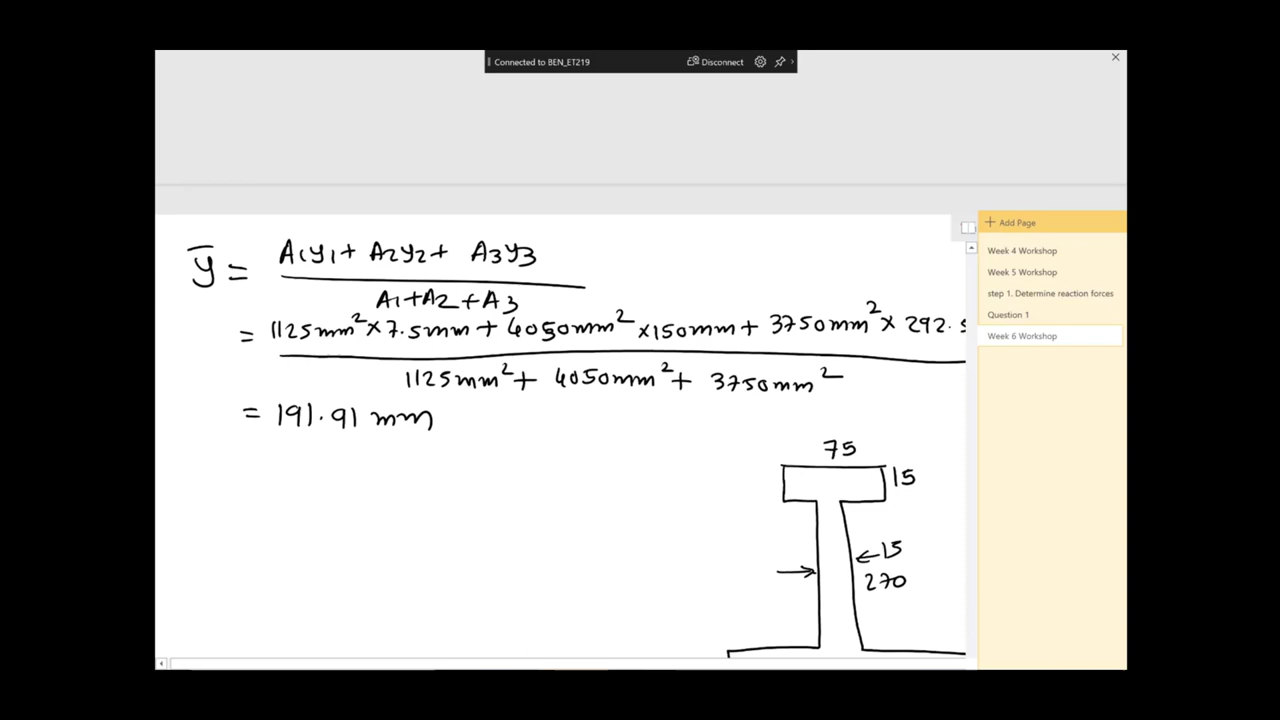 Connected to BEN_ET219
Disconnect
Add Page
Week 4 Workshop
Week 5 Workshop
step 1. Determine reaction forces
Question 1
Week 6 Workshop
ȳ = A1y1 + A2y2 + A3y3
A1+A2+A3
= 1125mm² × 7.5mm + 4050mm² ×150mm + 3750mm² × 292.5
1125mm² + 4050mm² + 3750mm²
= 191.91 mm
75
15
←15
270